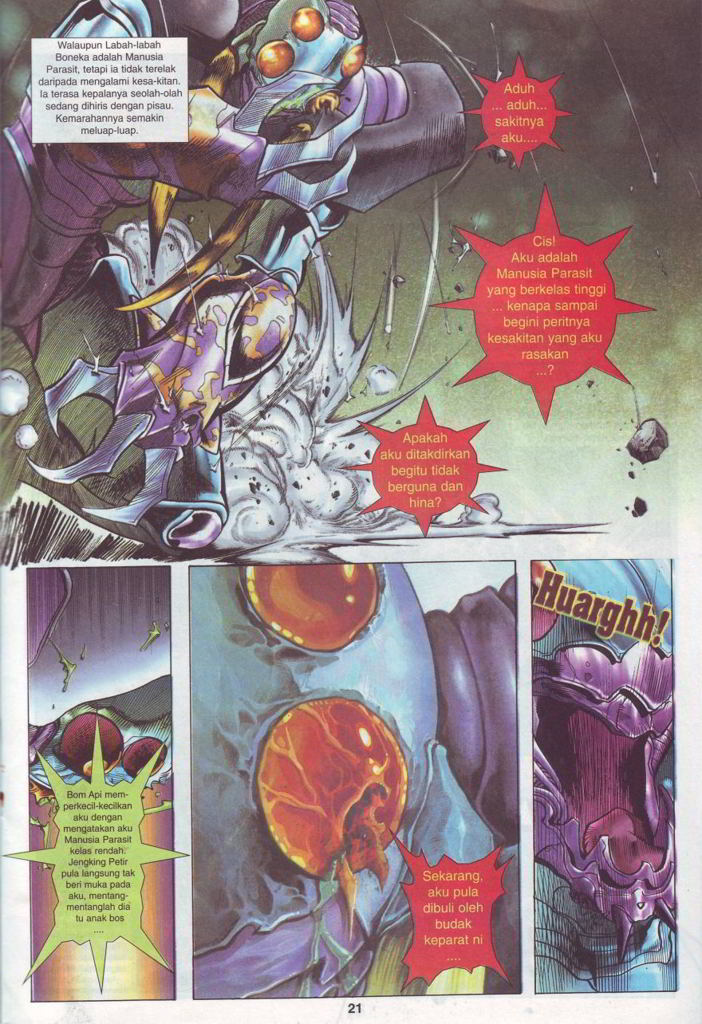 Walaupun Labah-labah
Boneka adalah Manusia
Parasit, tetapi ia tidak terelak
daripada mengalami kesa-kitan.
Ia terasa kepalanya seolah-olah
sedang dihiris dengan pisau.
Kemarahannya semakin
meluap-luap.
Aduh
... aduh...
sakitnya
aku....
Cis!
Aku adalah
Manusia Parasit
yang berkelas tinggi
... kenapa sampai
begini peritnya
kesakitan yang aku
rasakan
...?
Apakah
aku ditakdirkan
begitu tidak
berguna dan
hina?
Bom Api mem-
perkecil-kecilkan
aku dengan
mengatakan aku
Manusia Parasit
kelas rendah.
Jengking Petir
pula langsung tak
beri muka pada
aku, mentang-
mentanglah dia
tu anak bos
....
Sekarang,
aku pula
dibuli oleh
budak
keparat ni
....
Huarghh!
21